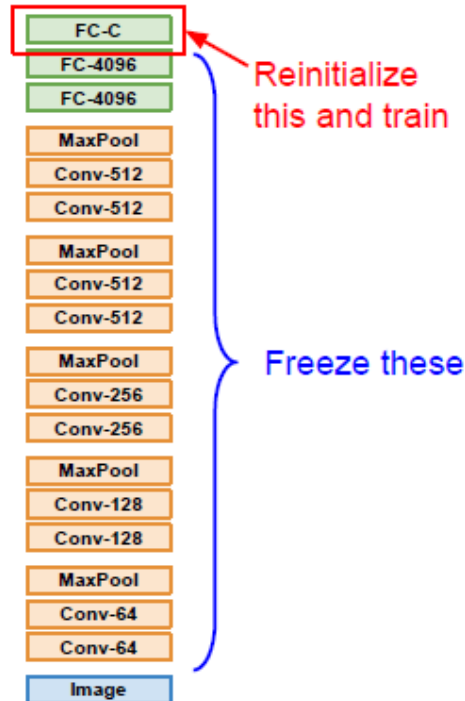 FC-C
FC-4096
FC-4096
MaxPool
Conv-512
Conv-512
MaxPool
Conv-512
Conv-512
MaxPool
Conv-256
Conv-256
MaxPool
Conv-128
Conv-128
MaxPool
Conv-64
Conv-64
Image
Reinitialize
this and train
Freeze these